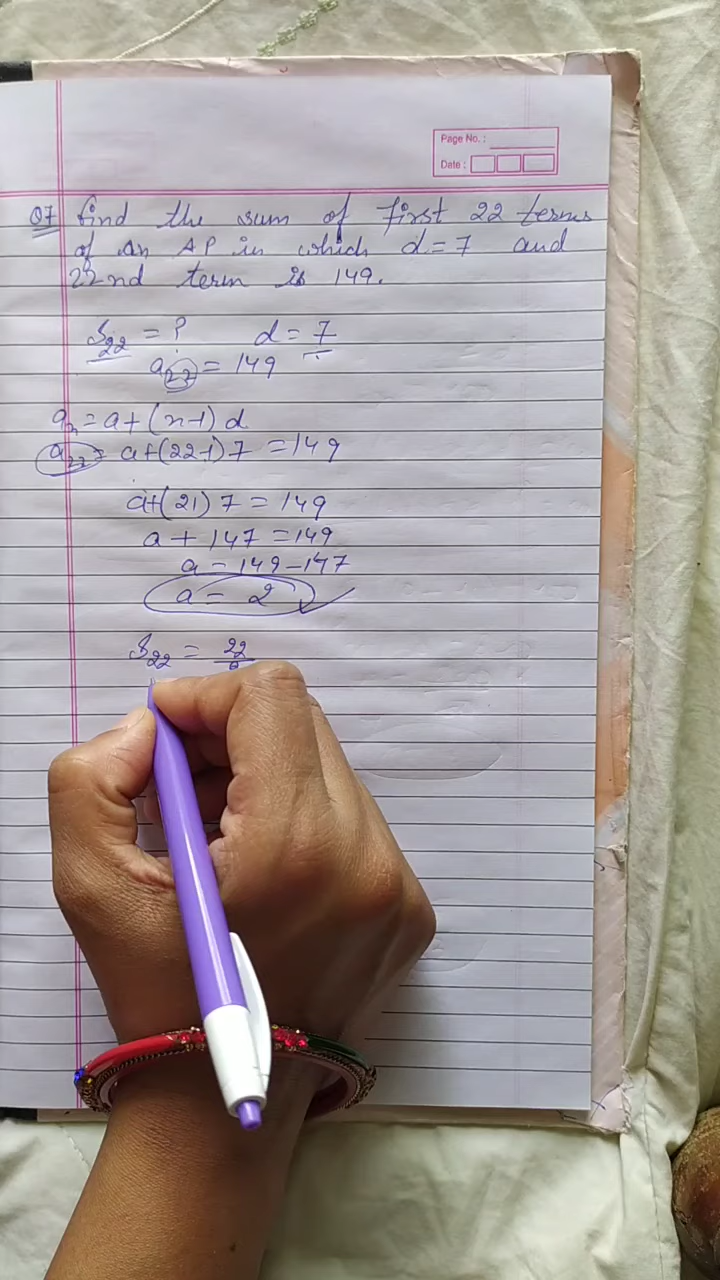 Page No. :
Date :
Q7 find the sum of first 22 terms
of an AP in which d=7 and
22nd term is 149.
S22 = ? d = 7
a22 = 149
an = a+(n-1) d
a22 = a+(22-1)7 =149
a+(21) 7 = 149
a + 147 =149
a = 149-147
a = 2
S22 = 22/2